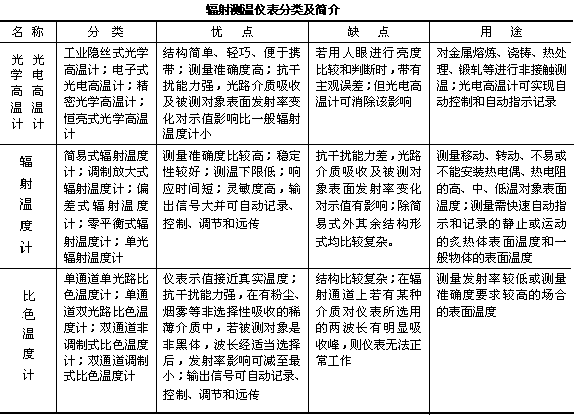 辐射测温仪表分类及简介
名 称 分 类 优 点 缺 点 用 途
光学高温计 光电高温计
工业隐丝式光学
高温计；电子式
光电高温计；精
密光学高温计；
恒亮式光学高温计
结构简单、轻巧、便于携
带；测量准确度高；抗干
扰能力强，光路介质吸收
及被测对象表面发射率变
化对示值影响比一般辐射
温度计小
若用人眼进行亮度
比较和判断时，带有
主观误差；但光电高
温计可消除该影响
对金属熔炼、浇铸、热处
理、锻轧等进行非接触测
温；光电高温计可实现自
动控制和自动指示记录
辐射温度计
简易式辐射温度
计；调制放大式
辐射温度计；偏
差式辐射温度
计；零平衡式辐
射温度计；单光
辐射温度计
测量准确度比较高；稳定
性较好；测温下限低；响
应时间短；灵敏度高，输
出信号大并可自动记录、
控制、调节和远传
抗干扰能力差，光路
介质吸收及被测对
象表面发射率变化
对示值有影响；除简
易式外其余结构形
式均比较复杂。
测量移动、转动、不易或
不能安装热电偶、热电阻
的高、中、低温对象表面
温度；测量需快速自动指
示和记录的静止或运动
的炙热体表面温度和一
般物体的表面温度
比色温度计
单通道单光路比
色温度计；单通
道双光路比色温
度计；双通道非
调制式比色温度
计；双通道调制
式比色温度计
仪表示值接近真实温度；
抗干扰能力强，在有粉尘、
烟雾等非选择性吸收的稀
薄介质中，若被测对象是
非黑体，波长经适当选择
后，发射率影响可减至最
小；输出信号可自动记录、
控制、调节和远传
结构比较复杂；在辐
射通道上若有某种
介质对仪表所选用
的两波长有明显吸
收峰，则仪表无法正
常工作
测量发射率较低或测量
准确度要求较高的场合
的表面温度